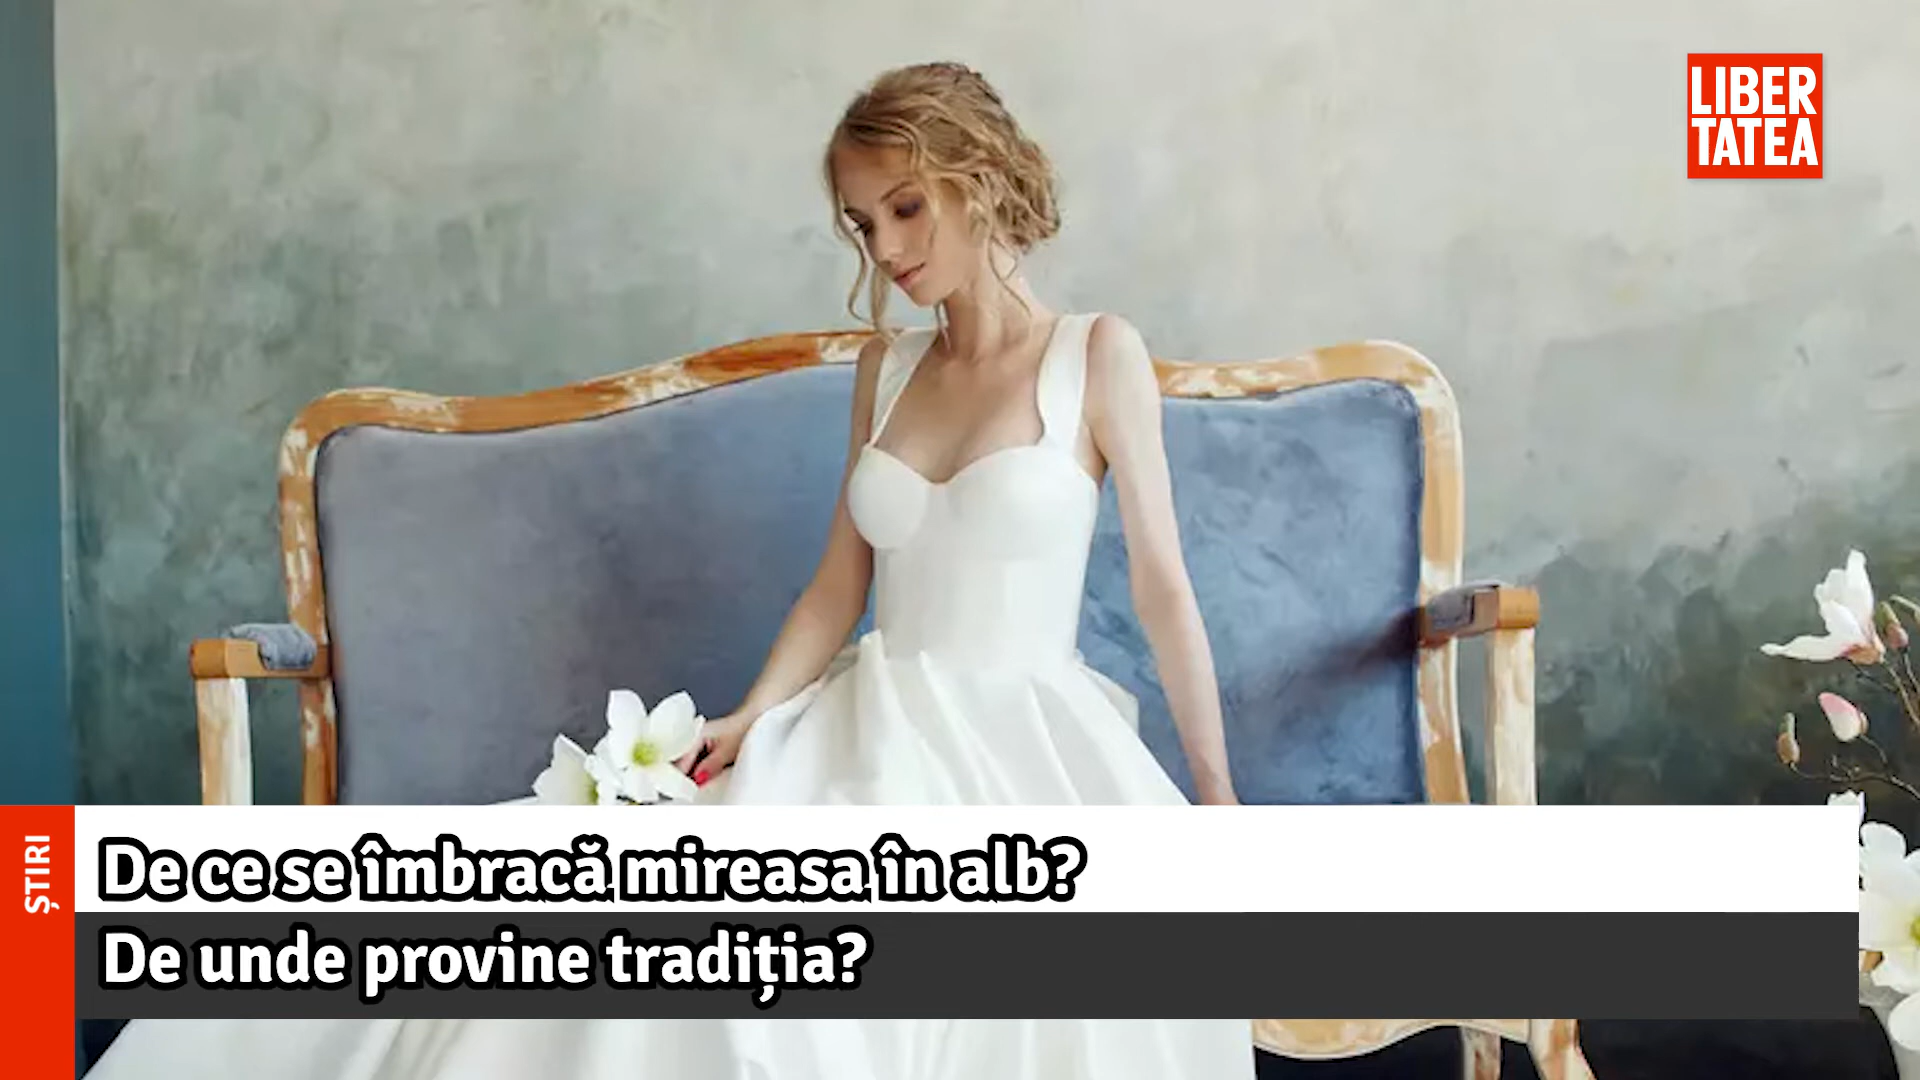 LIBER
TATEA
ȘTIRI
De ce se îmbracă mireasa în alb?
De unde provine tradiția?